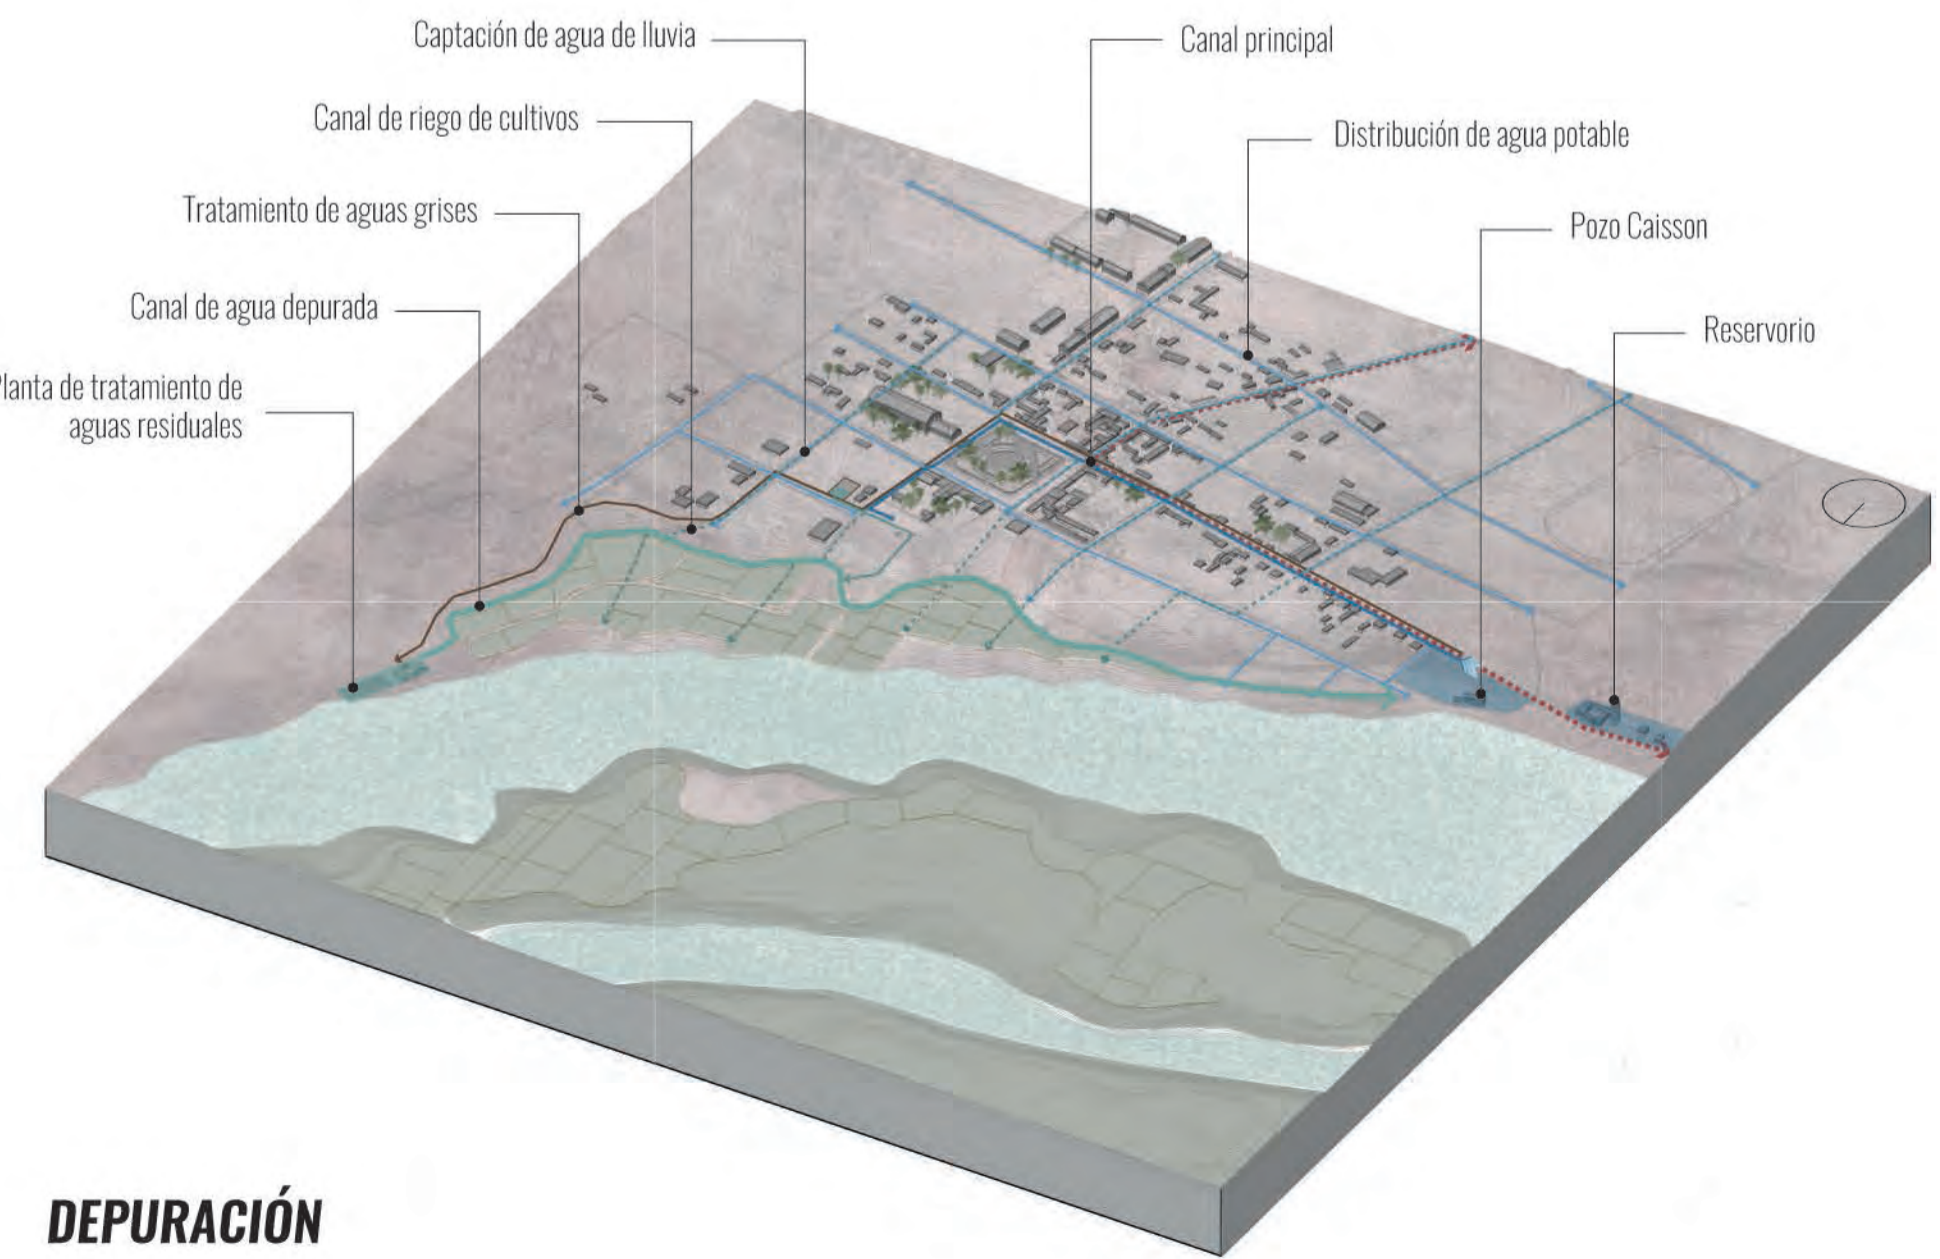 Captación de agua de lluvia
Canal principal
Canal de riego de cultivos
Distribución de agua potable
Tratamiento de aguas grises
Pozo Caisson
Canal de agua depurada
Reservorio
Planta de tratamiento de
aguas residuales
DEPURACIÓN